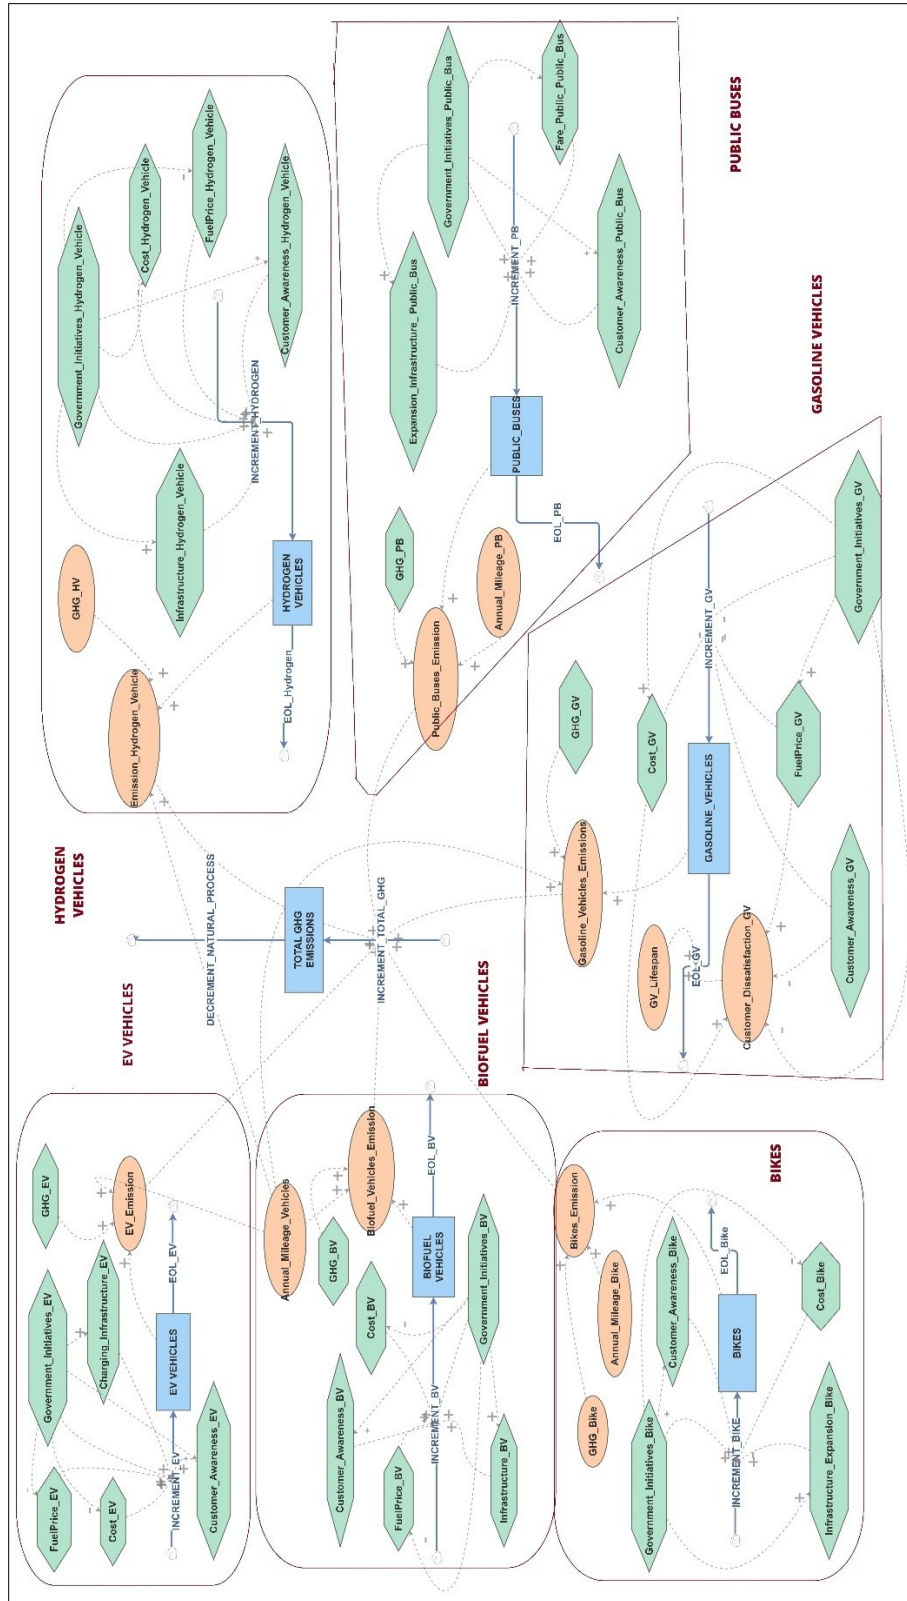 EV VEHICLES
GHG_EV
EV_Emission
Government_Initiatives_EV
Charging_Infrastructure_EV
FuelPrice_EV
Cost_EV
INCREMENT_EV
EV VEHICLES
EOL_EV
Customer_Awareness_EV
HYDROGEN
VEHICLES
Government_Initiatives_Hydrogen_Vehicle
Cost_Hydrogen_Vehicle
FuelPrice_Hydrogen_Vehicle
Customer_Awareness_Hydrogen_Vehicle
GHG_HV
Emission_Hydrogen_Vehicle
Infrastructure_Hydrogen_Vehicle
INCREMENT_HYDROGEN
HYDROGEN
VEHICLES
EOL_Hydrogen_
DECREMENT_NATURAL_PROCESS
TOTAL GHG
EMISSIONS
INCREMENT_TOTAL_GHG
BIOFUEL VEHICLES
Annual_Mileage_Vehicles
Biofuel_Vehicles_Emission
GHG_BV
Cost_BV
Customer_Awareness_BV
FuelPrice_BV
INCREMENT_BV
BIOFUEL
VEHICLES
EOL_BV
Government_Initiatives_BV
Infrastructure_BV
PUBLIC BUSES
Government_Initiatives_Public_Bus
Fare_Public_Public_Bus
Expansion_Infrastructure_Public_Bus
Customer_Awareness_Public_Bus
INCREMENT_PB
PUBLIC_BUSES
EOL_PB
GHG_PB
Public_Buses_Emission
Annual_Mileage_PB
BIKES
Bikes_Emission
Annual_Mileage_Bike
GHG_Bike
Government_Initiatives_Bike
Customer_Awareness_Bike
INCREMENT_BIKE
BIKES
EOL_Bike
Cost_Bike
Infrastructure_Expansion_Bike
GASOLINE VEHICLES
GHG_GV
Gasoline_Vehicles_Emissions
Cost_GV
GV_Lifespan
EOL_GV
GASOLINE_VEHICLES
INCREMENT_GV
Customer_Dissatisfaction_GV
FuelPrice_GV
Customer_Awareness_GV
Government_Initiatives_GV